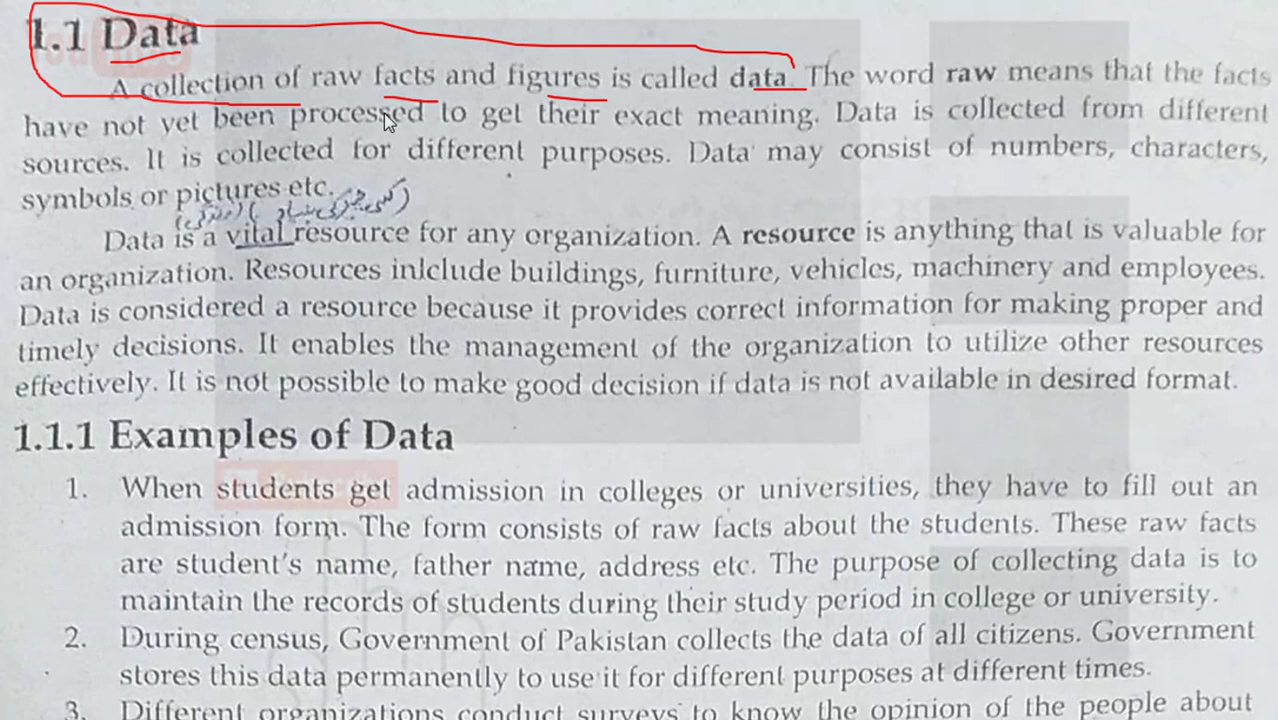 1.1 Data
A collection of raw facts and figures is called data. The word raw means that the facts
have not yet been processed to get their exact meaning. Data is collected from different
sources. It is collected for different purposes. Data may consist of numbers, characters,
symbols or pictures etc.
Data is a vital resource for any organization. A resource is anything that is valuable for
an organization. Resources inlclude buildings, furniture, vehicles, machinery and employees.
Data is considered a resource because it provides correct information for making proper and
timely decisions. It enables the management of the organization to utilize other resources
effectively. It is not possible to make good decision if data is not available in desired format.
1.1.1 Examples of Data
1. When students get admission in colleges or universities, they have to fill out an
admission form. The form consists of raw facts about the students. These raw facts
are student's name, father name, address etc. The purpose of collecting data is to
maintain the records of students during their study period in college or university.
2. During census, Government of Pakistan collects the data of all citizens. Government
stores this data permanently to use it for different purposes at different times.
3. Different organizations conduct surveys to know the opinion of the people about